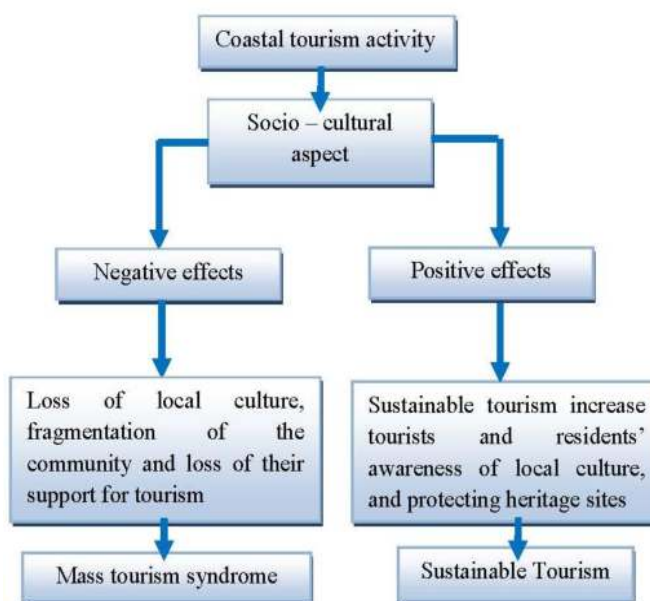 Coastal tourism activity
Socio – cultural
aspect
Negative effects
Positive effects
Loss of local culture,
fragmentation of the
community and loss of their
support for tourism
Sustainable tourism increase
tourists and residents’
awareness of local culture,
and protecting heritage sites
Mass tourism syndrome
Sustainable Tourism